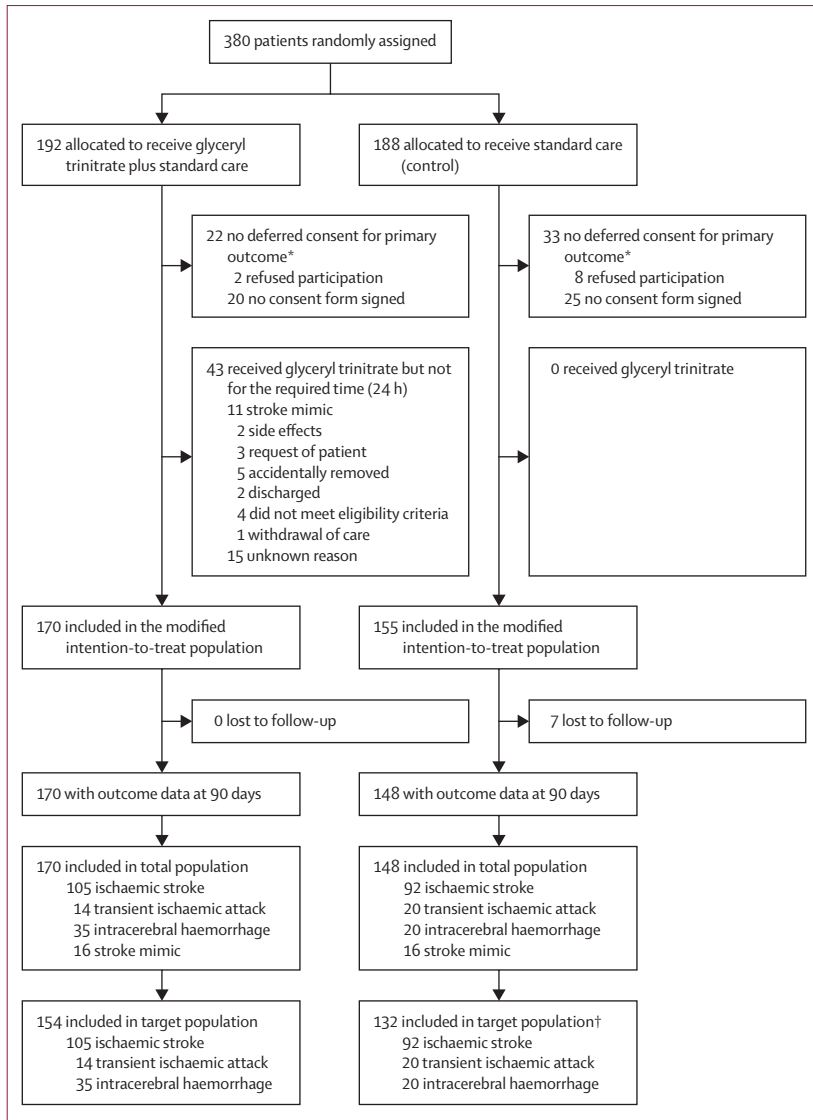 380 patients randomly assigned
192 allocated to receive glyceryl
trinitrate plus standard care
188 allocated to receive standard care
(control)
22 no deferred consent for primary
outcome*
2 refused participation
20 no consent form signed
33 no deferred consent for primary
outcome*
8 refused participation
25 no consent form signed
43 received glyceryl trinitrate but not
for the required time (24 h)
11 stroke mimic
2 side effects
3 request of patient
5 accidentally removed
2 discharged
4 did not meet eligibility criteria
1 withdrawal of care
15 unknown reason
0 received glyceryl trinitrate
170 included in the modified
intention-to-treat population
155 included in the modified
intention-to-treat population
0 lost to follow-up
7 lost to follow-up
170 with outcome data at 90 days
148 with outcome data at 90 days
170 included in total population
105 ischaemic stroke
14 transient ischaemic attack
35 intracerebral haemorrhage
16 stroke mimic
148 included in total population
92 ischaemic stroke
20 transient ischaemic attack
20 intracerebral haemorrhage
16 stroke mimic
154 included in target population
105 ischaemic stroke
14 transient ischaemic attack
35 intracerebral haemorrhage
132 included in target population†
92 ischaemic stroke
20 transient ischaemic attack
20 intracerebral haemorrhage